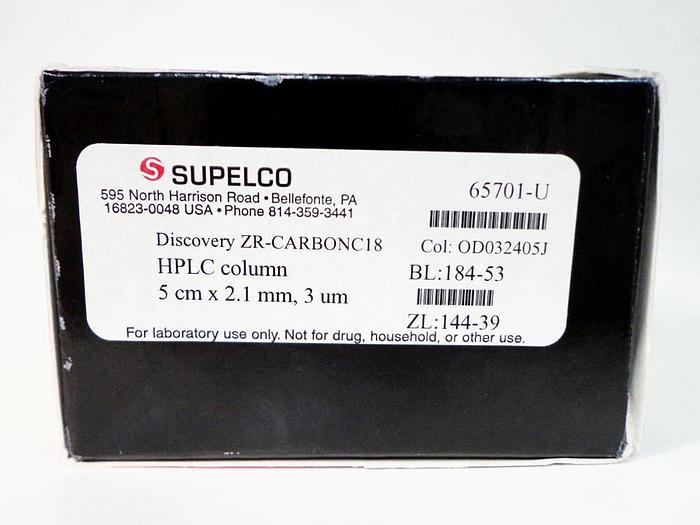 SUPELCO
595 North Harrison Road • Bellefonte, PA
16823-0048 USA • Phone 814-359-3441
65701-U
Discovery ZR-CARBONC18
Col: OD032405J
HPLC column
BL:184-53
5 cm x 2.1 mm, 3 um
ZL:144-39
For laboratory use only. Not for drug, household, or other use.